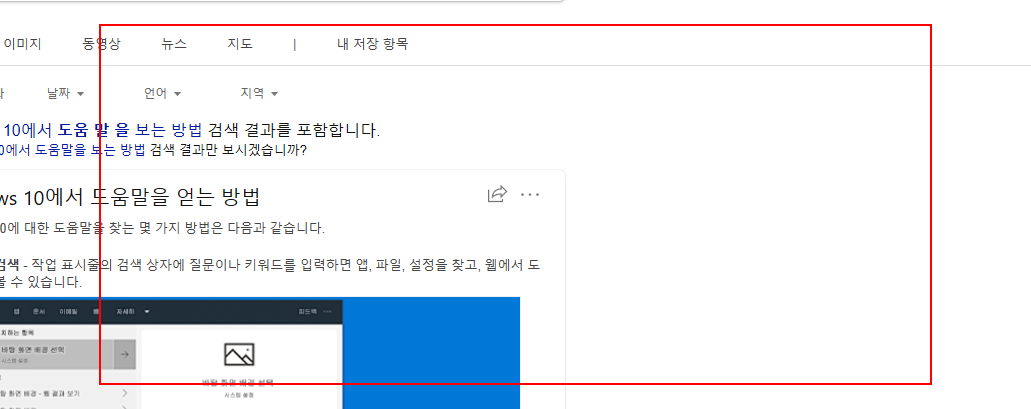 이미지 동영상 뉴스 지도 | 내 저장 항목
날짜 언어 지역
10에서 도움 말 을 보는 방법 검색 결과를 포함합니다.
0에서 도움말을 보는 방법 검색 결과만 보시겠습니까?
ws 10에서 도움말을 얻는 방법
0에 대한 도움말을 찾는 몇 가지 방법은 다음과 같습니다.
검색 - 작업 표시줄의 검색 상자에 질문이나 키워드를 입력하면 앱, 파일, 설정을 찾고, 웹에서 도
볼 수 있습니다.
앱 문서 이메일 웹 자세히 피드백
치하는 항목
바탕 화면 배경 선택
시스템 설정
바탕 화면 배경 선택
시스템 설정
탕 화면 배경 - 웹 결과 보기